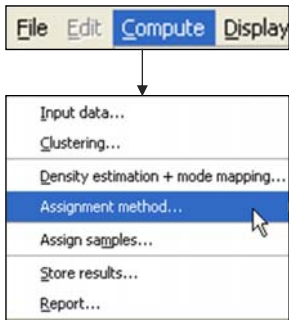 File Edit Compute Display
Input data...
Clustering...
Density estimation + mode mapping...
Assignment method...
Assign samples...
Store results...
Report...